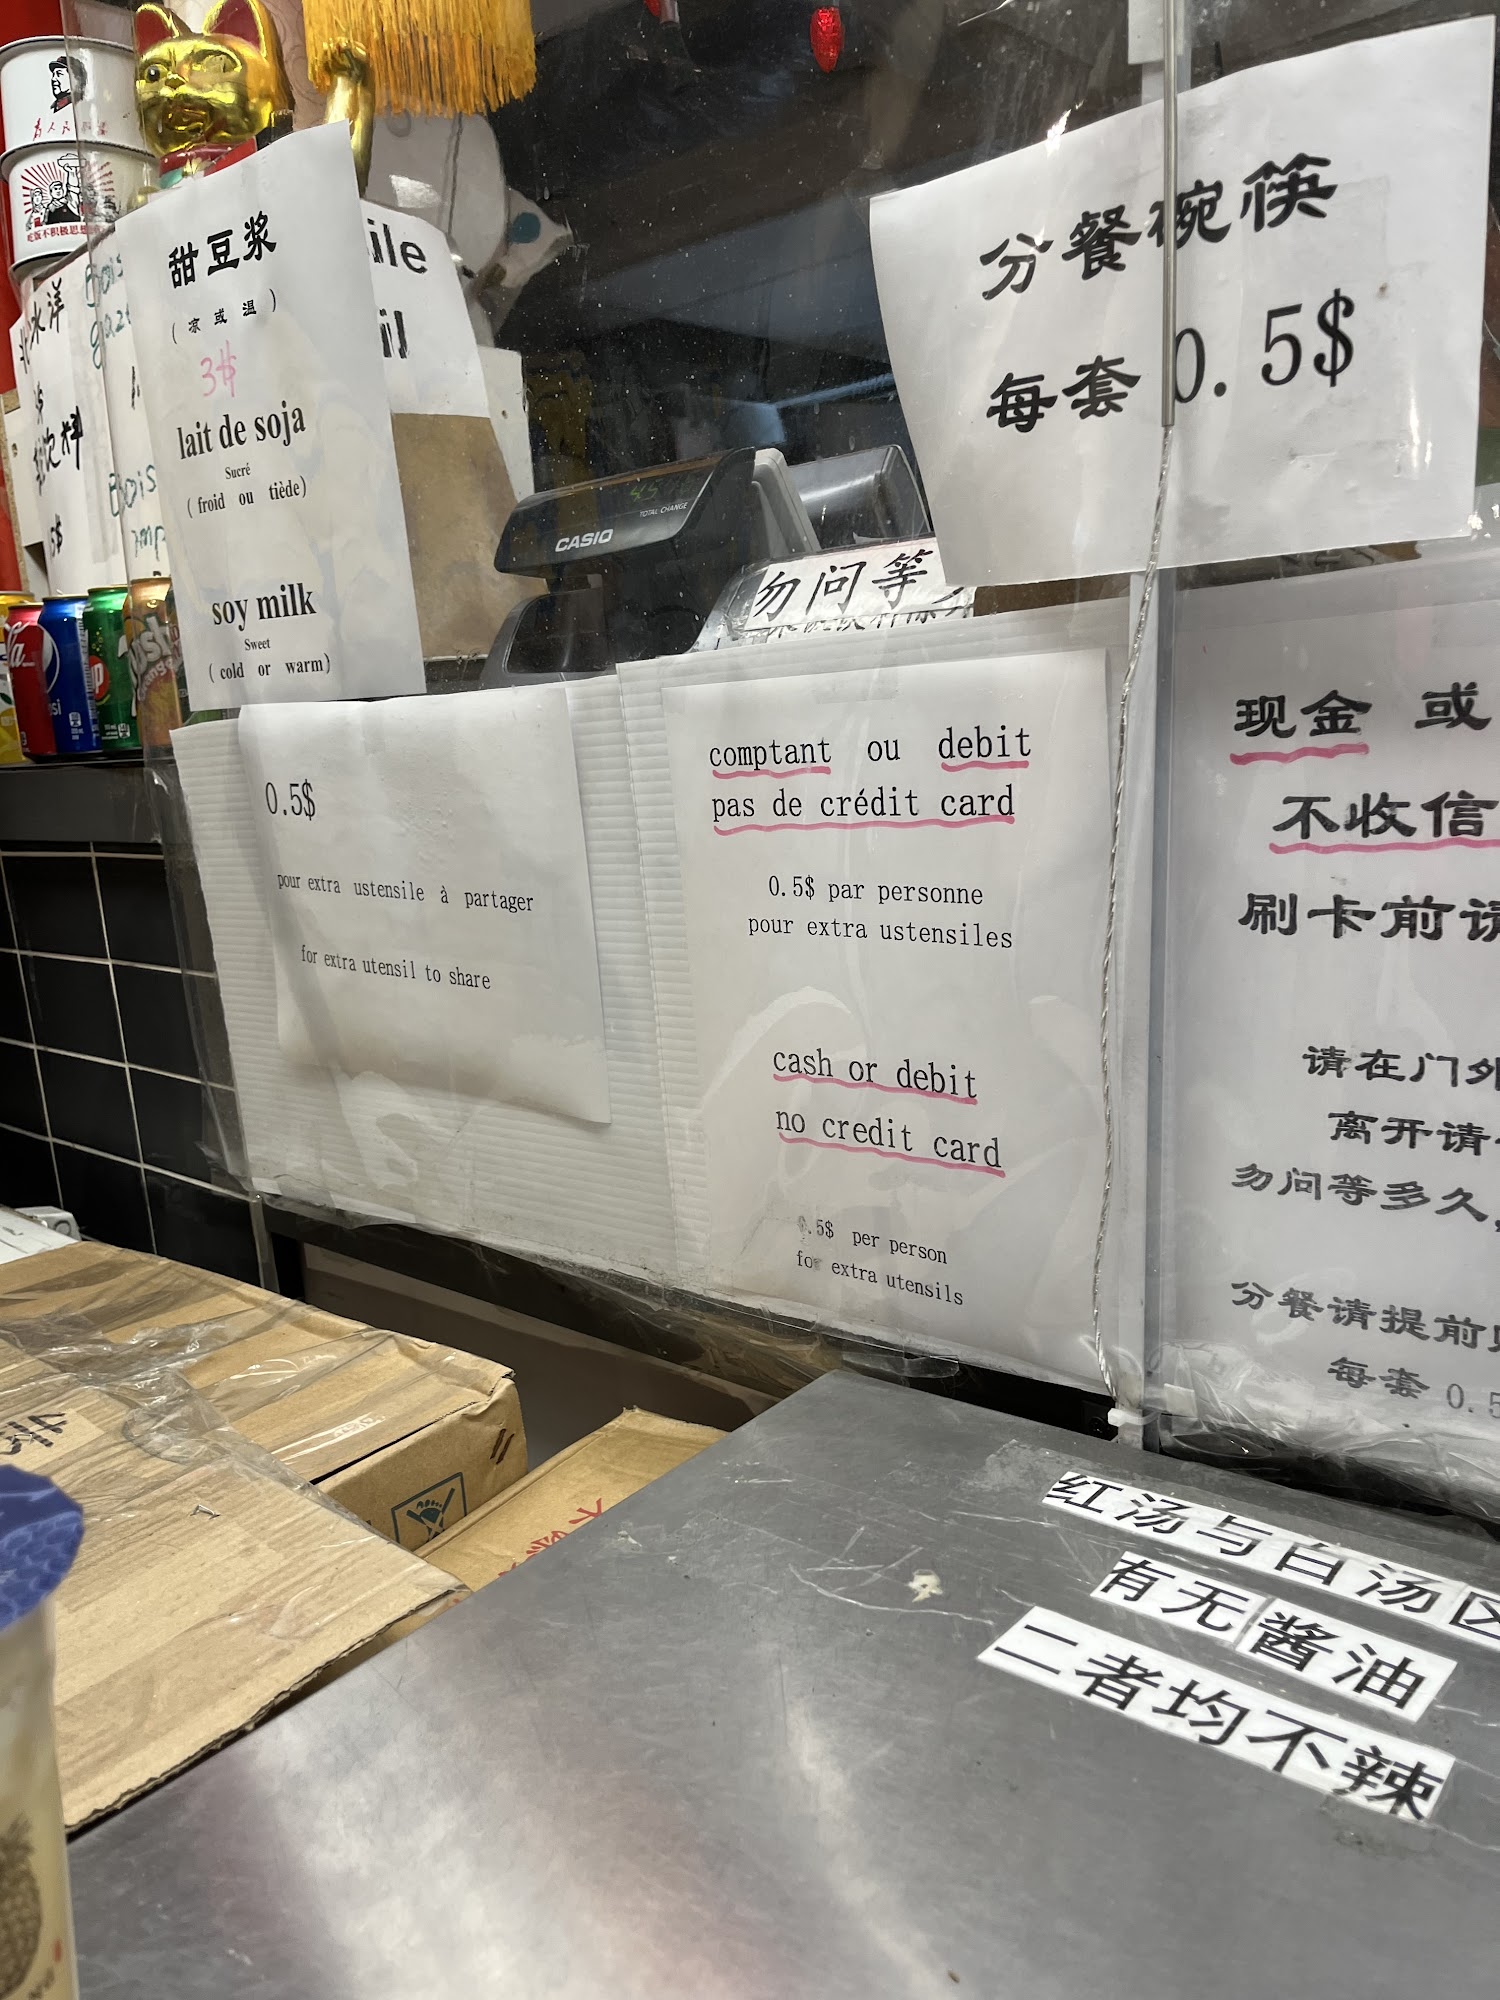 甜豆浆
(凉或温)
3$
lait de soja
Sucré
(froid ou tiède)
soy milk
Sweet
(cold or warm)
分餐碗筷
每套 0.5$
CASIO
TOTAL CHANGE
勿问等
0.5$
pour extra ustensile à partager
for extra utensil to share
comptant ou debit
pas de crédit card
0.5$ par personne
pour extra ustensiles
cash or debit
no credit card
.5$ per person
for extra utensils
现金 或
不收信
刷卡前请
请在门外
离开请
勿问等多久,
分餐请提前
每套 0.5
红汤与白汤区
有无酱油
二者均不辣